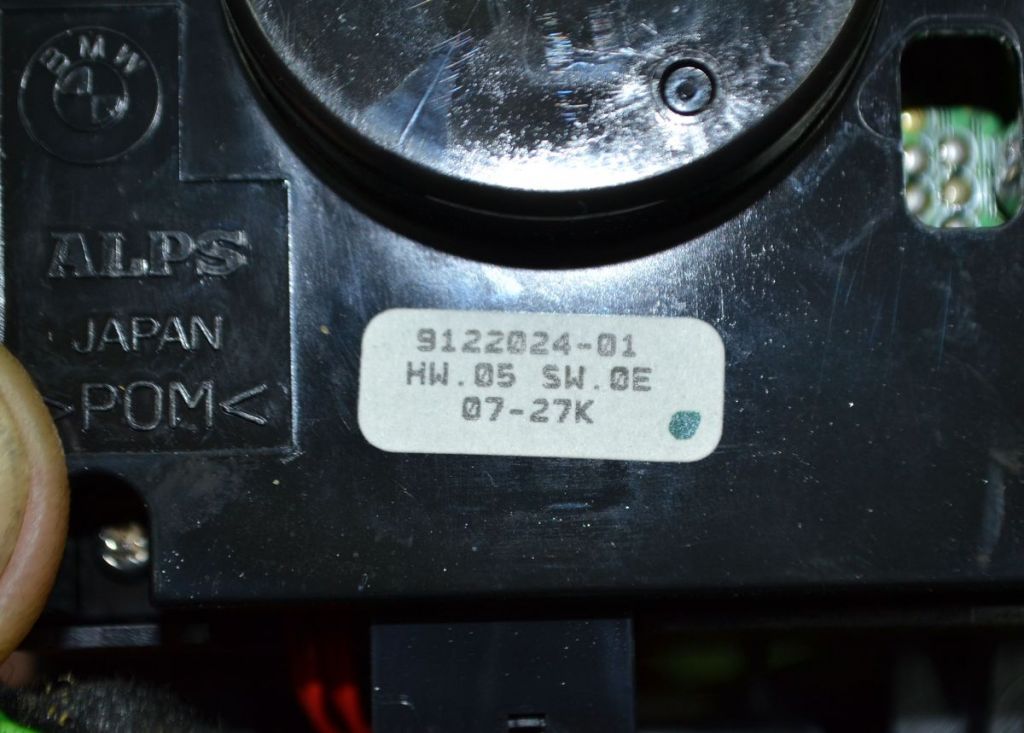 BMW
ALPS
JAPAN
>POM<
9122024-01
HW.05 SW.0E
07-27K